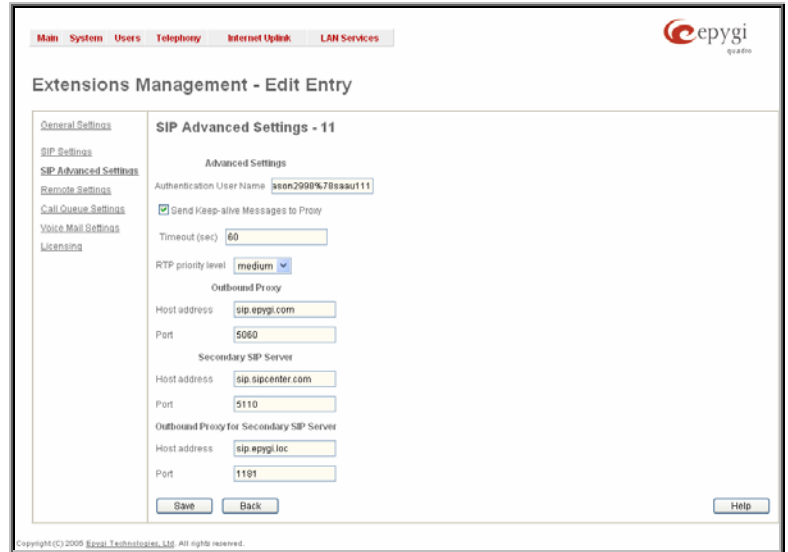 Main System Users Telephony Internet Uplink LAN Services
epygi
quadro
Extensions Management - Edit Entry
General Settings
SIP Settings
SIP Advanced Settings
Remote Settings
Call Queue Settings
Voice Mail Settings
Licensing
SIP Advanced Settings - 11
Advanced Settings
Authentication User Name ason2998%78saau111
Send Keep-alive Messages to Proxy
Timeout (sec) 60
RTP priority level medium
Outbound Proxy
Host address sip.epygi.com
Port 5060
Secondary SIP Server
Host address sip.sipcenter.com
Port 5110
Outbound Proxy for Secondary SIP Server
Host address sip.epygi.loc
Port 1181
Save Back Help
Copyright (C) 2005 Epygi Technologies, Ltd. All rights reserved.